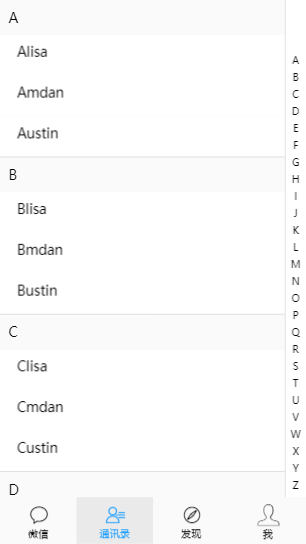 A
Alisa
Amdan
Austin
B
Blisa
Bmdan
Bustin
C
Clisa
Cmdan
Custin
D
A
B
C
D
E
F
G
H
I
J
K
L
M
N
O
P
Q
R
S
T
U
V
W
X
Y
Z
微信 通讯录 发现 我